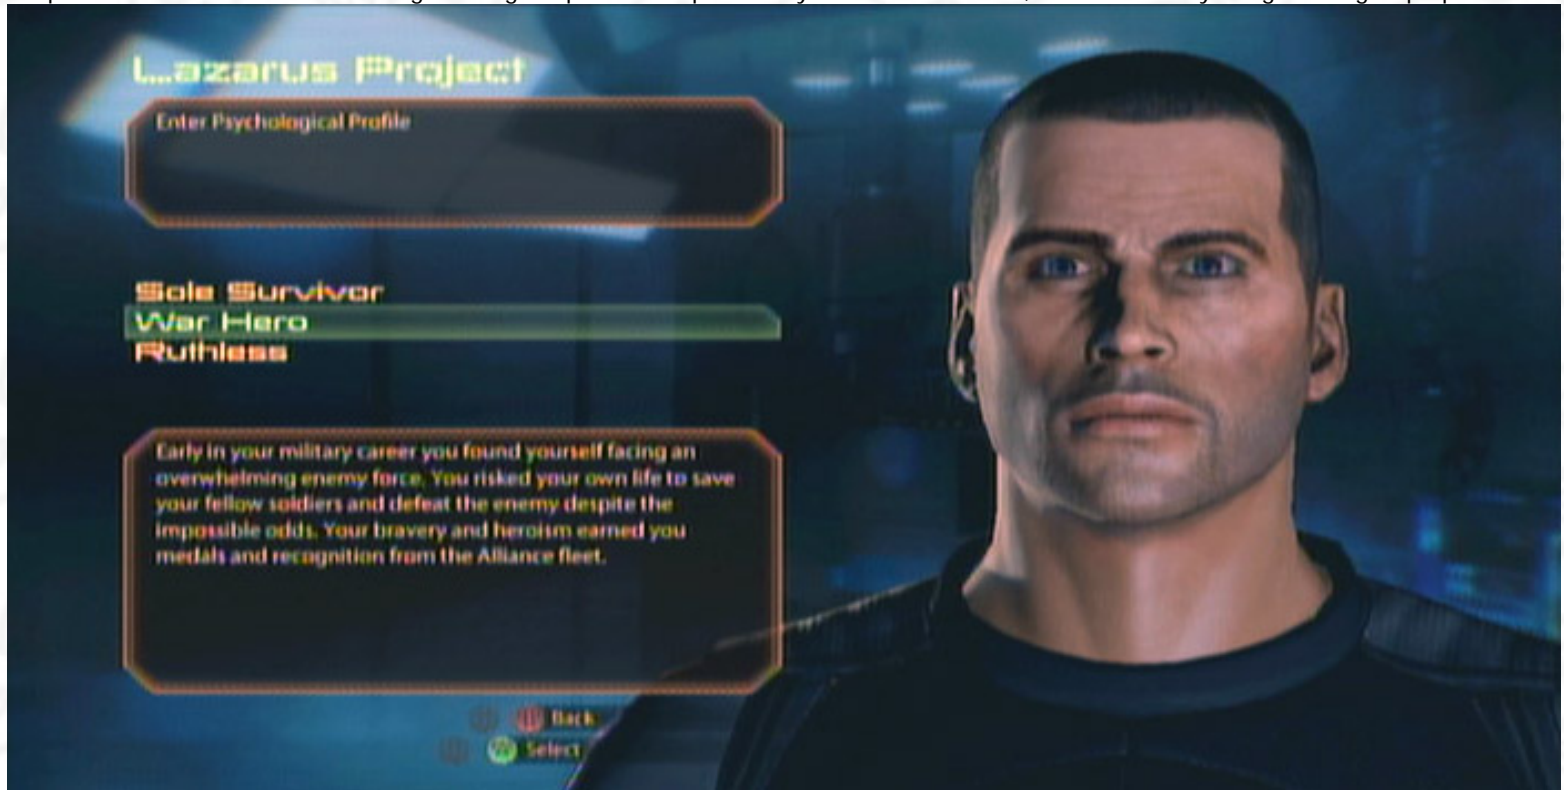 Lazarus Project
Enter Psychological Profile
Sole Survivor
War Hero
Ruthless
Early in your military career you found yourself facing an
overwhelming enemy force. You risked your own life to save
your fellow soldiers and defeat the enemy despite the
impossible odds. Your bravery and heroism earned you
medals and recognition from the Alliance fleet.
Back
Select